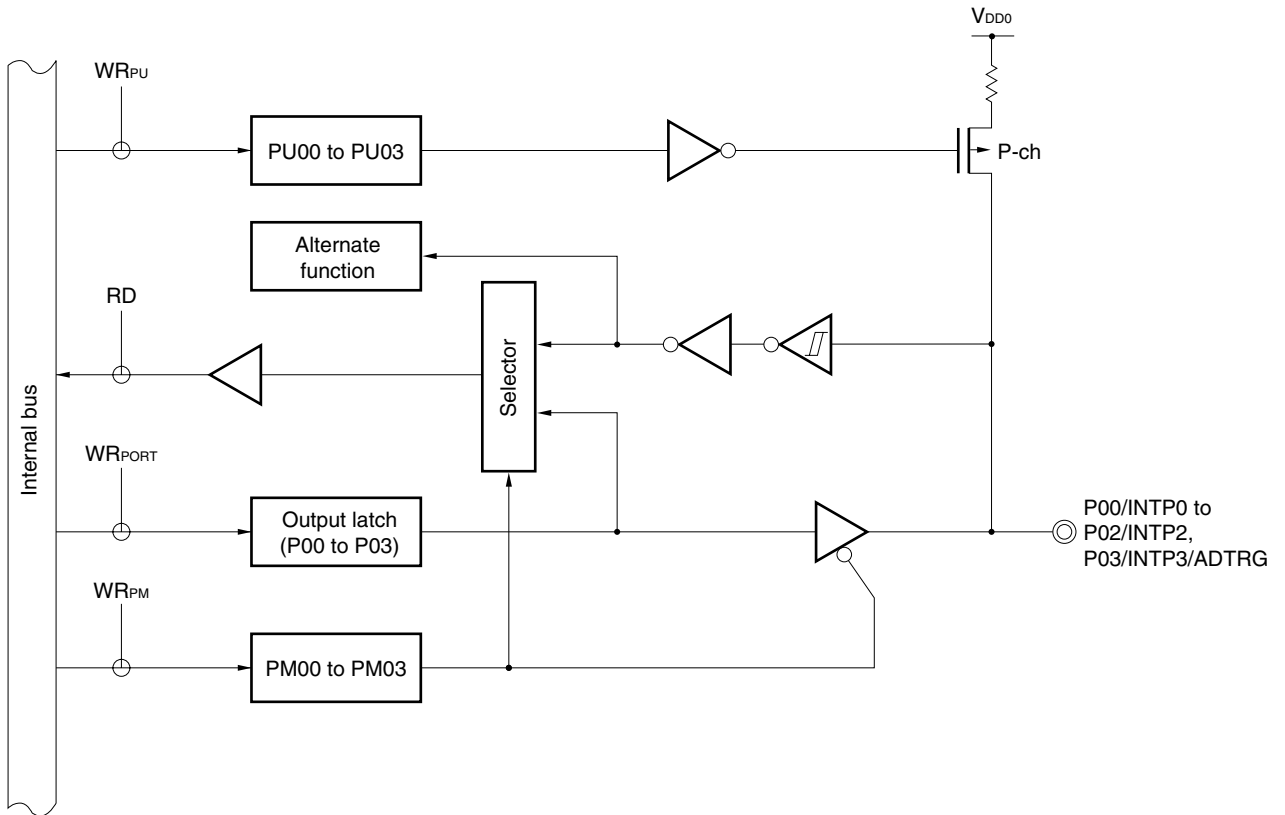 VDD0
WRPU
PU00 to PU03
P-ch
Alternate
function
RD
Selector
Internal bus
WRPORT
Output latch
(P00 to P03)
P00/INTP0 to
P02/INTP2,
P03/INTP3/ADTRG
WRPM
PM00 to PM03